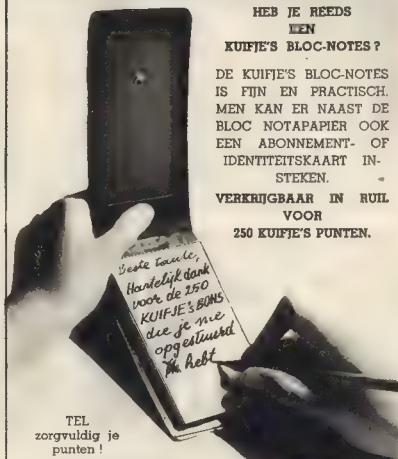 HEB JE REEDS
EEN
KUIFJE'S BLOC-NOTES?
DE KUIFJE'S BLOC-NOTES
IS FIJN EN PRACTISCH.
MEN KAN ER NAAST DE
BLOC NOTAPAPIER OOK
EEN ABONNEMENT- OF
IDENTITEITSKAART IN-
STEKEN.
VERKRIJGBAAR IN RUIL
VOOR
250 KUIFJE'S PUNTEN.
Beste tante,
Hartelijk dank
voor de 250
KUIFJE'S BONS
die je me
opgestuurd
hebt
TEL
zorgvuldig je
punten!